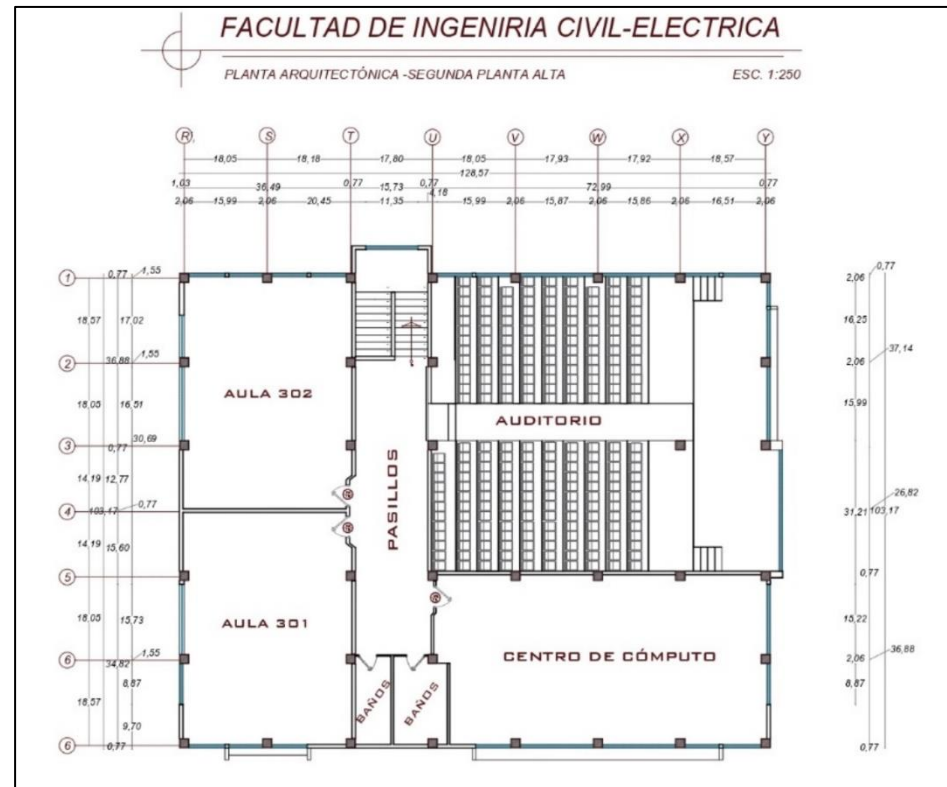 FACULTAD DE INGENIRIA CIVIL-ELECTRICA
PLANTA ARQUITECTÓNICA -SEGUNDA PLANTA ALTA ESC. 1:250
R S T U V W X Y
18,05 18,18 17,80 18,05 17,93 17,92 18,57
128,57
1,03 36,49 0,77 15,73 0,77 72,99 0,77
4,18
2,06 15,99 2,06 20,45 11,35 15,99 2,06 15,87 2,06 15,86 2,06 16,51 2,06
1 0,77 1,55 2,06 0,77
18,57 17,02 16,25
37,14
2 36,88 1,55 2,06
18,05 16,51 AULA 302 15,99
AUDITORIO
3 0,77 30,69
14,19 12,77 PASILLOS
26,82
4 103,17 0,77 31,21 103,17
14,19 15,60
5 0,77
18,05 15,73 AULA 301 15,22
CENTRO DE CÓMPUTO
6 34,82 1,55 2,06 36,88
8,87 8,87
18,57 BAÑOS BAÑOS
9,70
6 0,77 0,77